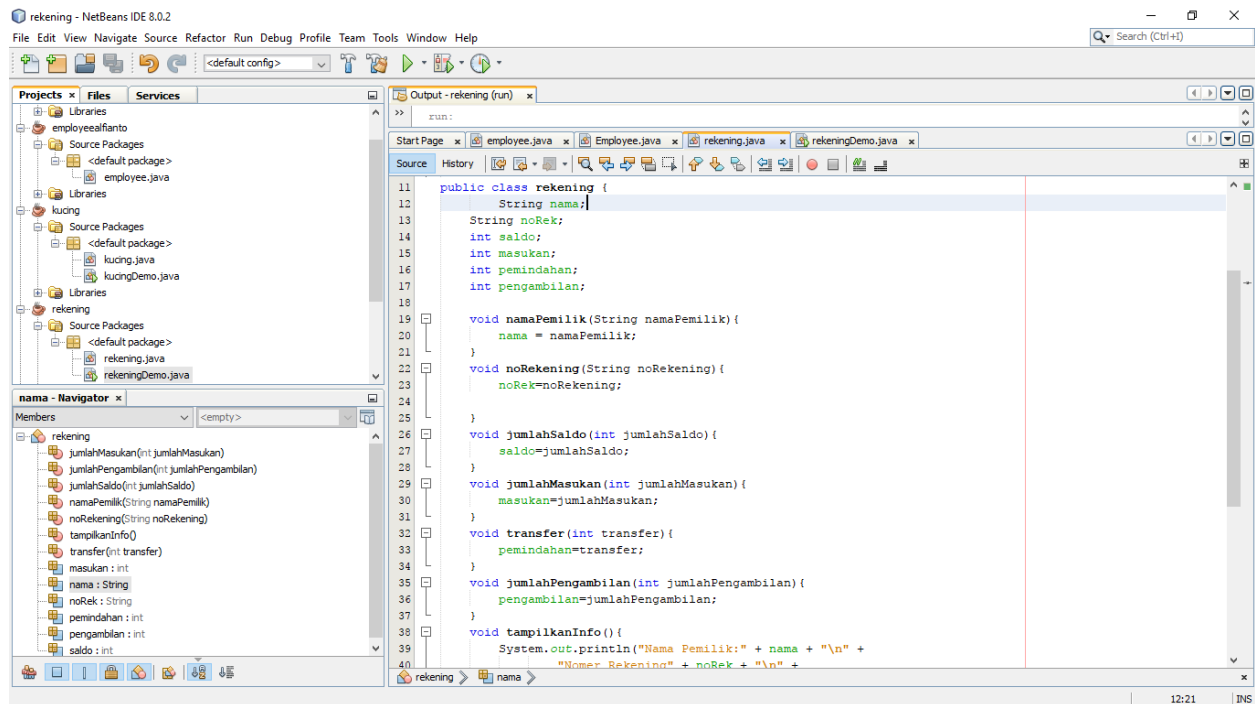 rekening - NetBeans IDE 8.0.2
File Edit View Navigate Source Refactor Run Debug Profile Team Tools Window Help
Search (Ctrl+I)
<default config>
Projects × Files Services
Libraries
employeealfianto
Source Packages
<default package>
employee.java
Libraries
kucing
Source Packages
<default package>
kucing.java
kucingDemo.java
Libraries
rekening
Source Packages
<default package>
rekening.java
rekeningDemo.java
nama - Navigator ×
Members <empty>
rekening
jumlahMasukan(int jumlahMasukan)
jumlahPengambilan(int jumlahPengambilan)
jumlahSaldo(int jumlahSaldo)
namaPemilik(String namaPemilik)
noRekening(String noRekening)
tampilkanInfo()
transfer(int transfer)
masukan : int
nama : String
noRek : String
pemindahan : int
pengambilan : int
saldo : int
Output - rekening (run) ×
>> run:
Start Page × employee.java × Employee.java × rekening.java × rekeningDemo.java ×
Source History
11 public class rekening {
12 String nama;
13 String noRek;
14 int saldo;
15 int masukan;
16 int pemindahan;
17 int pengambilan;
18
19 void namaPemilik(String namaPemilik){
20 nama = namaPemilik;
21 }
22 void noRekening(String noRekening){
23 noRek=noRekening;
24
25 }
26 void jumlahSaldo(int jumlahSaldo){
27 saldo=jumlahSaldo;
28 }
29 void jumlahMasukan(int jumlahMasukan){
30 masukan=jumlahMasukan;
31 }
32 void transfer(int transfer){
33 pemindahan=transfer;
34 }
35 void jumlahPengambilan(int jumlahPengambilan){
36 pengambilan=jumlahPengambilan;
37 }
38 void tampilkanInfo(){
39 System.out.println("Nama Pemilik:" + nama + "\n" +
40 "Nomer Rekening" + noRek + "\n" +
rekening nama
12:21 INS